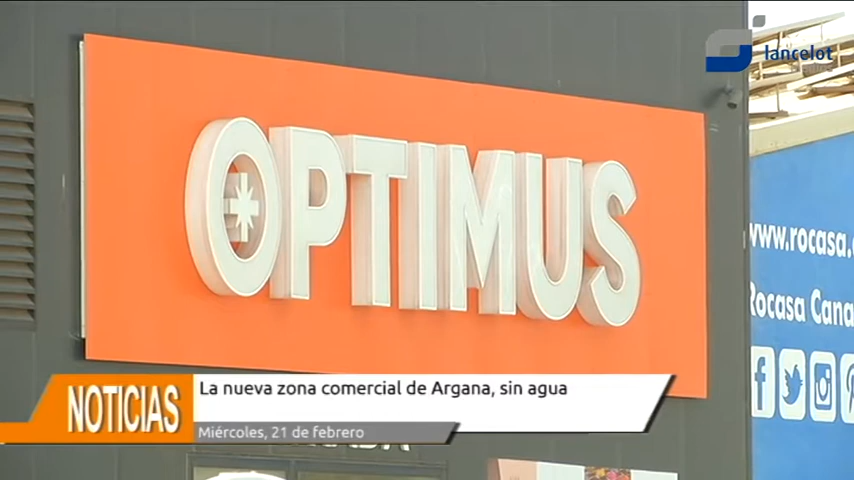 lancelot
OPTIMUS
www.rocasa.
Rocasa Cana
NOTICIAS
La nueva zona comercial de Argana, sin agua
Miércoles, 21 de febrero